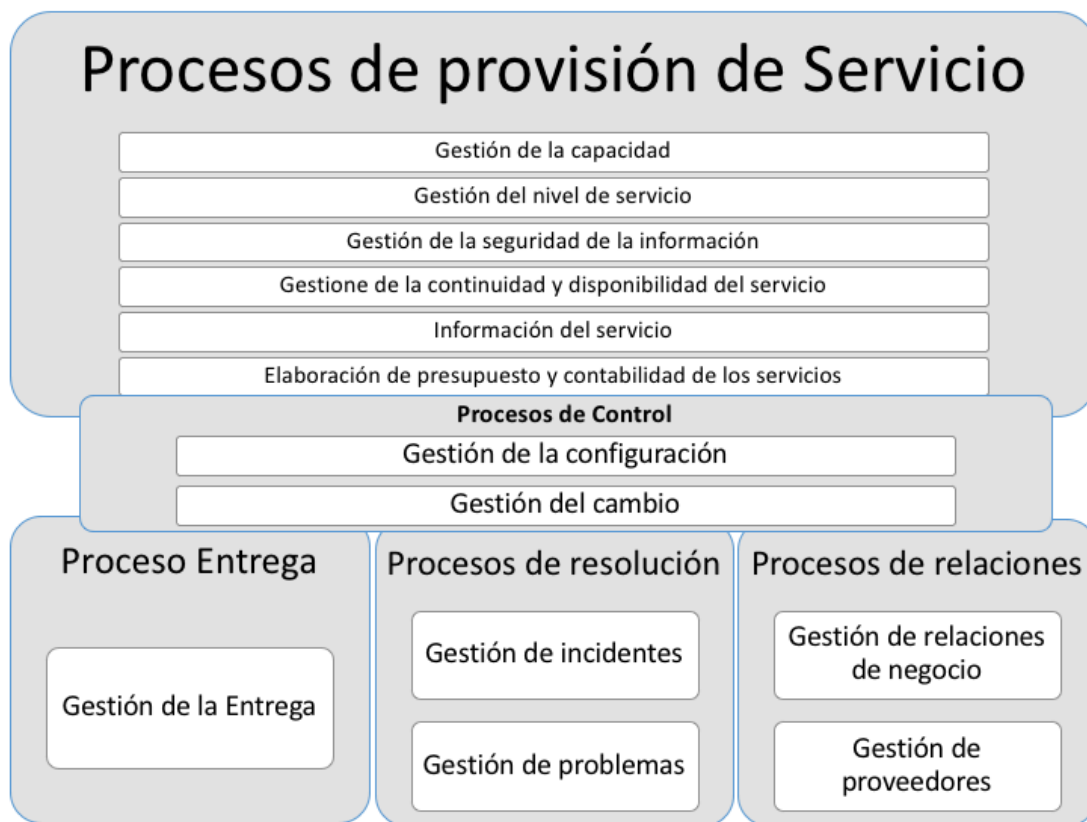 Procesos de provisión de Servicio
Gestión de la capacidad
Gestión del nivel de servicio
Gestión de la seguridad de la información
Gestione de la continuidad y disponibilidad del servicio
Información del servicio
Elaboración de presupuesto y contabilidad de los servicios
Procesos de Control
Gestión de la configuración
Gestión del cambio
Proceso Entrega
Gestión de la Entrega
Procesos de resolución
Gestión de incidentes
Gestión de problemas
Procesos de relaciones
Gestión de relaciones
de negocio
Gestión de
proveedores